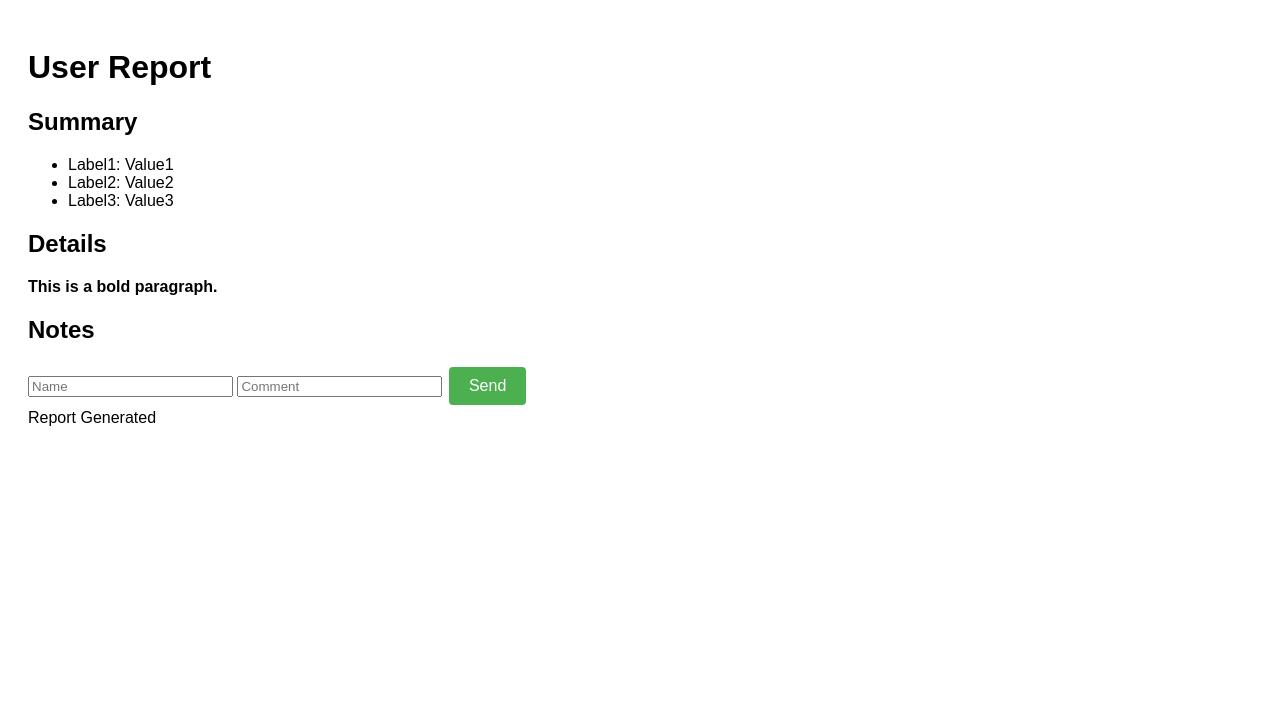 User Report
Summary
Label1: Value1
Label2: Value2
Label3: Value3
Details
This is a bold paragraph.
Notes
Name Comment Send
Report Generated